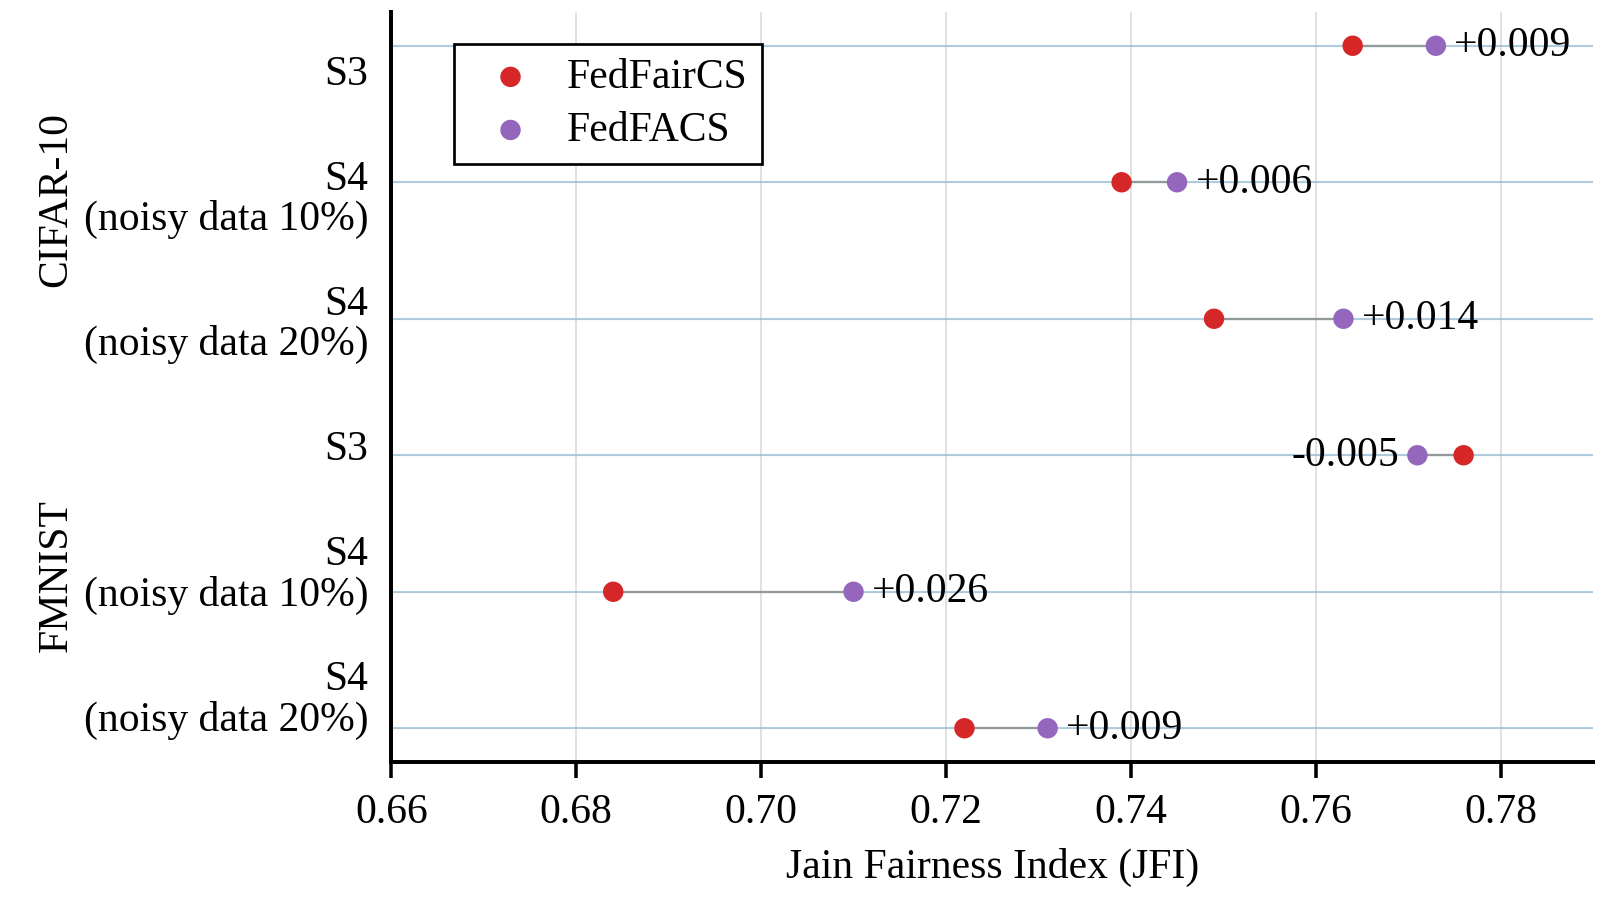 CIFAR-10
FMNIST
S3
S4
(noisy data 10%)
S4
(noisy data 20%)
S3
S4
(noisy data 10%)
S4
(noisy data 20%)
FedFairCS
FedFACS
+0.009
+0.006
+0.014
-0.005
+0.026
+0.009
0.66 0.68 0.70 0.72 0.74 0.76 0.78
Jain Fairness Index (JFI)